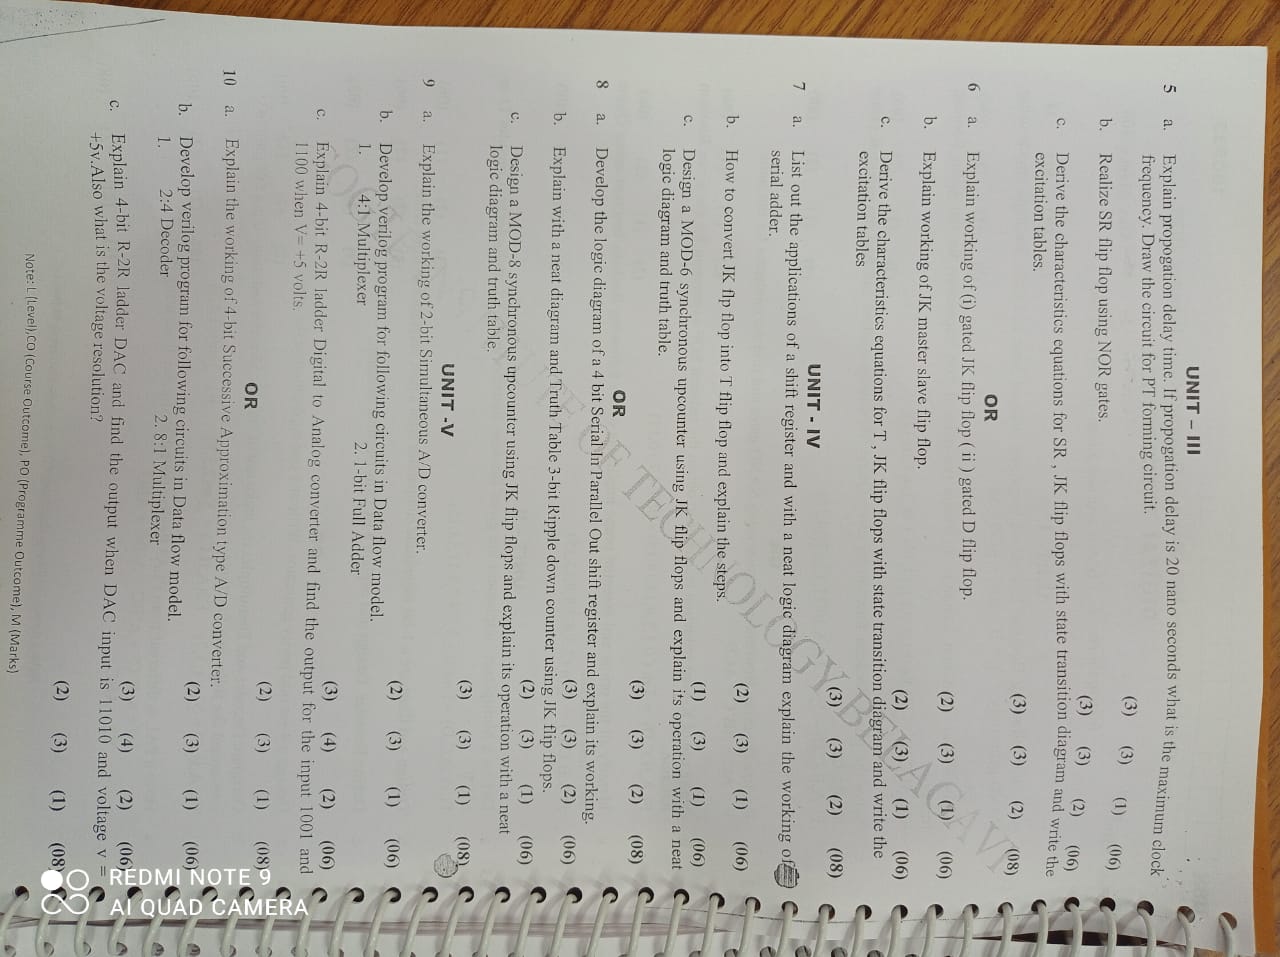 UNIT – III
5 a. Explain propogation delay time. If propogation delay is 20 nano seconds what is the maximum clock
frequency. Draw the circuit for PT forming circuit.
(3) (3) (1) (06)
b. Realize SR flip flop using NOR gates.
(3) (3) (2) (06)
c. Derive the characteristics equations for SR , JK flip flops with state transition diagram and write the
excitation tables.
(3) (3) (2) (08)
OR
6 a. Explain working of (i) gated JK flip flop ( ii ) gated D flip flop.
(2) (3) (1) (06)
b. Explain working of JK master slave flip flop.
(2) (3) (1) (06)
c. Derive the characteristics equations for T , JK flip flops with state transition diagram and write the
excitation tables
(3) (3) (2) (08)
UNIT - IV
7 a. List out the applications of a shift register and with a neat logic diagram explain the working of
serial adder.
(2) (3) (1) (06)
b. How to convert JK flp flop into T flip flop and explain the steps.
(1) (3) (1) (06)
c. Design a MOD-6 synchronous upcounter using JK flip flops and explain its operation with a neat
logic diagram and truth table.
(3) (3) (2) (08)
OR
8 a. Develop the logic diagram of a 4 bit Serial In Parallel Out shift register and explain its working.
(3) (3) (2) (06)
b. Explain with a neat diagram and Truth Table 3-bit Ripple down counter using JK flip flops.
(2) (3) (1) (06)
c. Design a MOD-8 synchronous upcounter using JK flip flops and explain its operation with a neat
logic diagram and truth table.
(3) (3) (1) (08)
UNIT -V
9 a. Explain the working of 2-bit Simultaneous A/D converter.
(2) (3) (1) (06)
b. Develop verilog program for following circuits in Data flow model.
1. 4:1 Multiplexer 2. 1-bit Full Adder
(3) (4) (2) (06)
c. Explain 4-bit R-2R ladder Digital to Analog converter and find the output for the input 1001 and
1100 when V= +5 volts.
(2) (3) (1) (08)
OR
10 a. Explain the working of 4-bit Successive Approximation type A/D converter.
(2) (3) (1) (06)
b. Develop verilog program for following circuits in Data flow model.
1. 2:4 Decoder 2. 8:1 Multiplexer
(3) (4) (2) (06)
c. Explain 4-bit R-2R ladder DAC and find the output when DAC input is 11010 and voltage v =
+5v.Also what is the voltage resolution?
(2) (3) (1) (08)
Note: L (Level),CO (Course Outcome), PO (Programme Outcome), M (Marks)
OF TECHNOLOGY BELAGAVI
REDMI NOTE 9
AI QUAD CAMERA